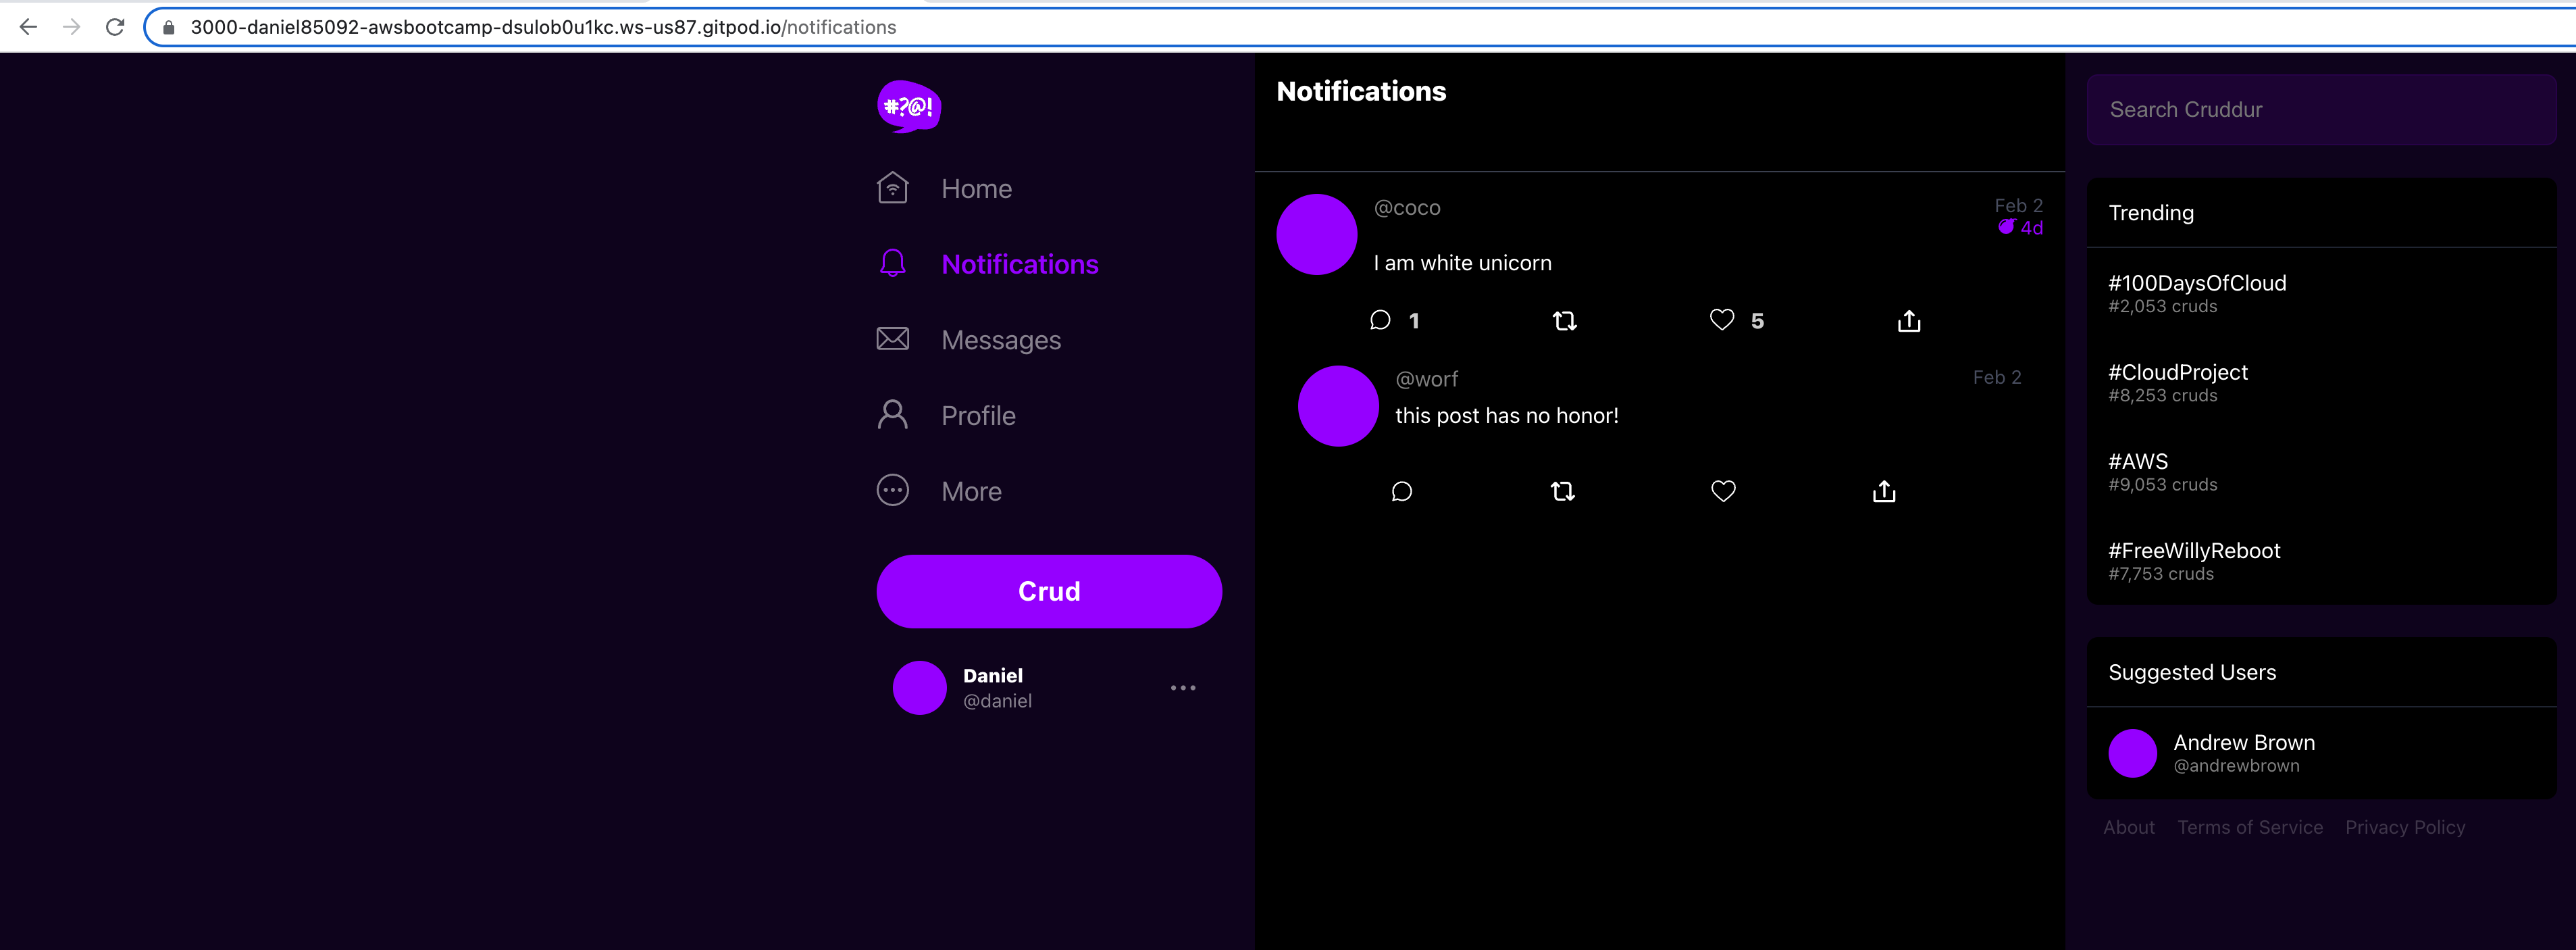 3000-daniel85092-awsbootcamp-dsulob0u1kc.ws-us87.gitpod.io/notifications
#?@!
Home
Notifications
Messages
Profile
More
Crud
Daniel
@daniel
Notifications
@coco
Feb 2
4d
I am white unicorn
1
5
@worf
Feb 2
this post has no honor!
Search Cruddur
Trending
#100DaysOfCloud
#2,053 cruds
#CloudProject
#8,253 cruds
#AWS
#9,053 cruds
#FreeWillyReboot
#7,753 cruds
Suggested Users
Andrew Brown
@andrewbrown
About Terms of Service Privacy Policy